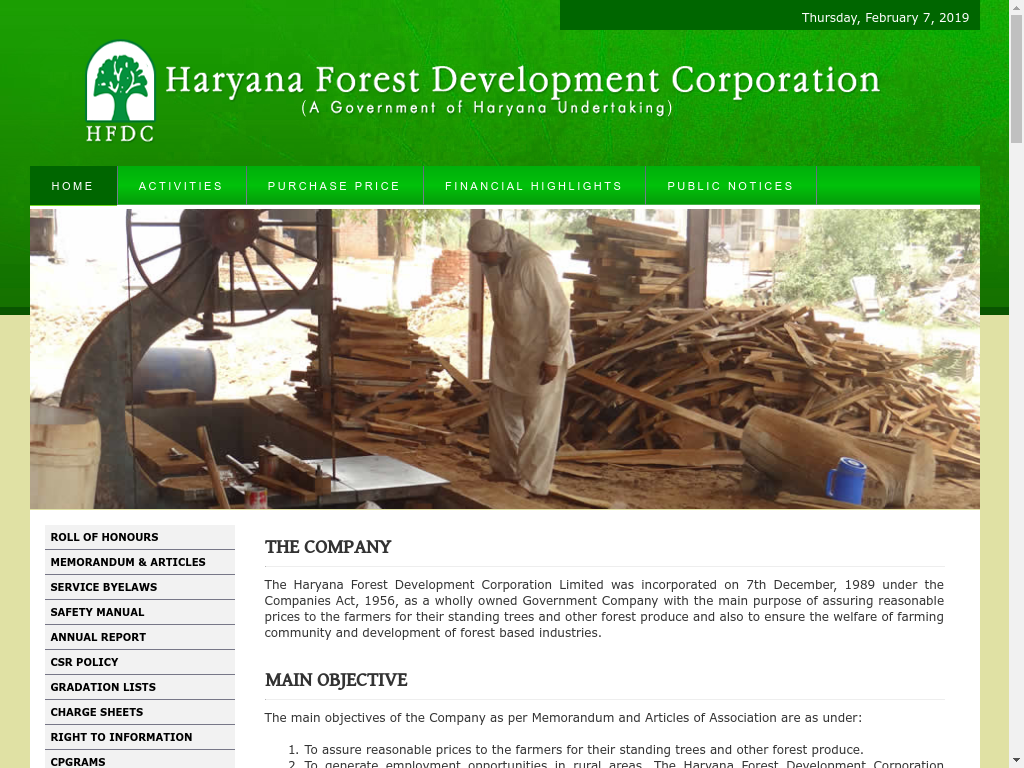 Thursday, February 7, 2019
Haryana Forest Development Corporation
(A Government of Haryana Undertaking)
HFDC
HOME
ACTIVITIES
PURCHASE PRICE
FINANCIAL HIGHLIGHTS
PUBLIC NOTICES
ROLL OF HONOURS
MEMORANDUM & ARTICLES
SERVICE BYELAWS
SAFETY MANUAL
ANNUAL REPORT
CSR POLICY
GRADATION LISTS
CHARGE SHEETS
RIGHT TO INFORMATION
CPGRAMS
THE COMPANY
The Haryana Forest Development Corporation Limited was incorporated on 7th December, 1989 under the
Companies Act, 1956, as a wholly owned Government Company with the main purpose of assuring reasonable
prices to the farmers for their standing trees and other forest produce and also to ensure the welfare of farming
community and development of forest based industries.
MAIN OBJECTIVE
The main objectives of the Company as per Memorandum and Articles of Association are as under:
1. To assure reasonable prices to the farmers for their standing trees and other forest produce.
2. To generate employment opportunities in rural areas. The Haryana Forest Development Corporation